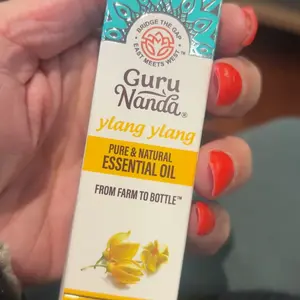 BRIDGE THE GAP
EAST MEETS WEST
Guru
Nanda®
ylang ylang
PURE & NATURAL
ESSENTIAL OIL
FROM FARM TO BOTTLE™